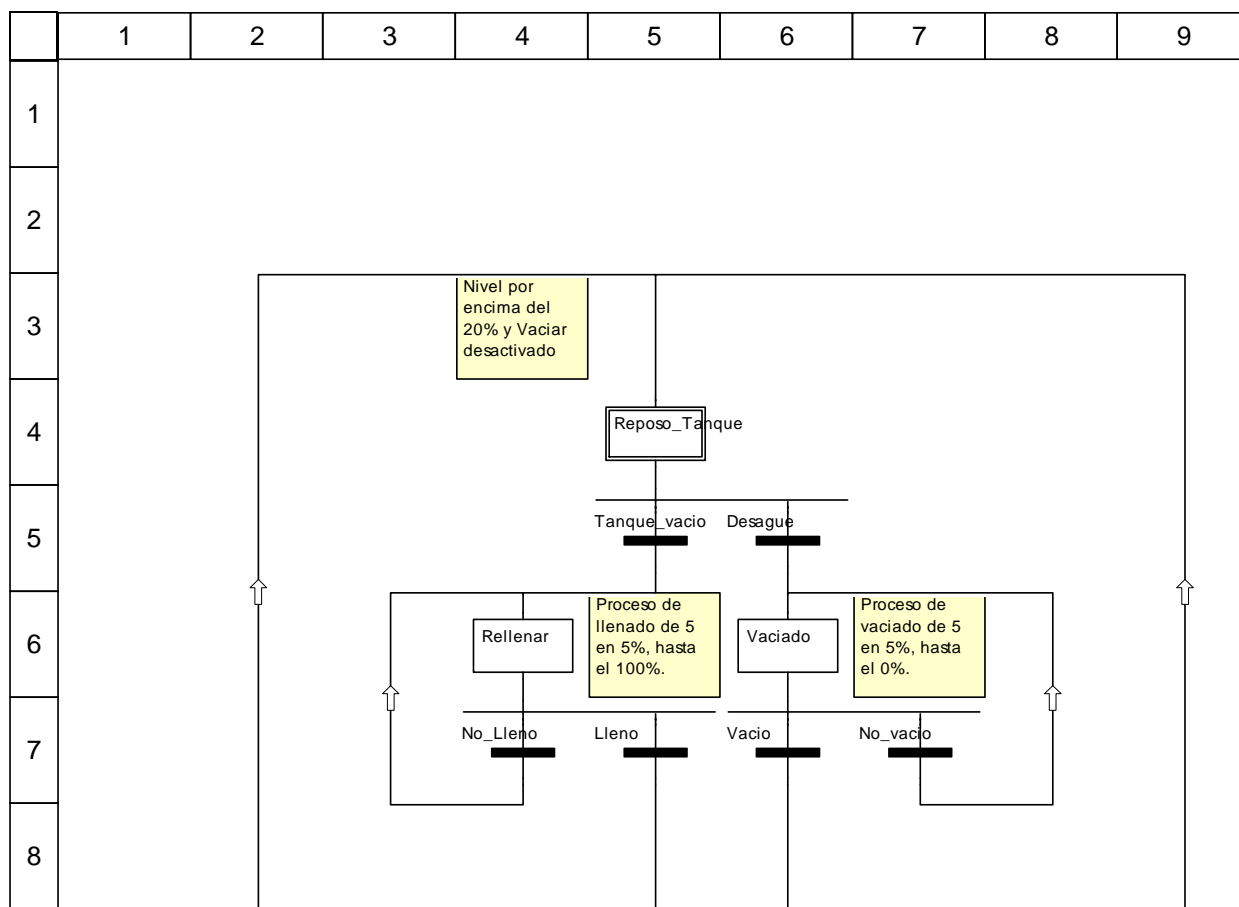 1 2 3 4 5 6 7 8 9
1
2
3
Nivel por
encima del
20% y Vaciar
desactivado
4
Reposo_Tanque
5
Tanque_vacio Desague
6
Rellenar
Proceso de
llenado de 5
en 5%, hasta
el 100%.
Vaciado
Proceso de
vaciado de 5
en 5%, hasta
el 0%.
7
No_Lleno Lleno Vacio No_vacio
8